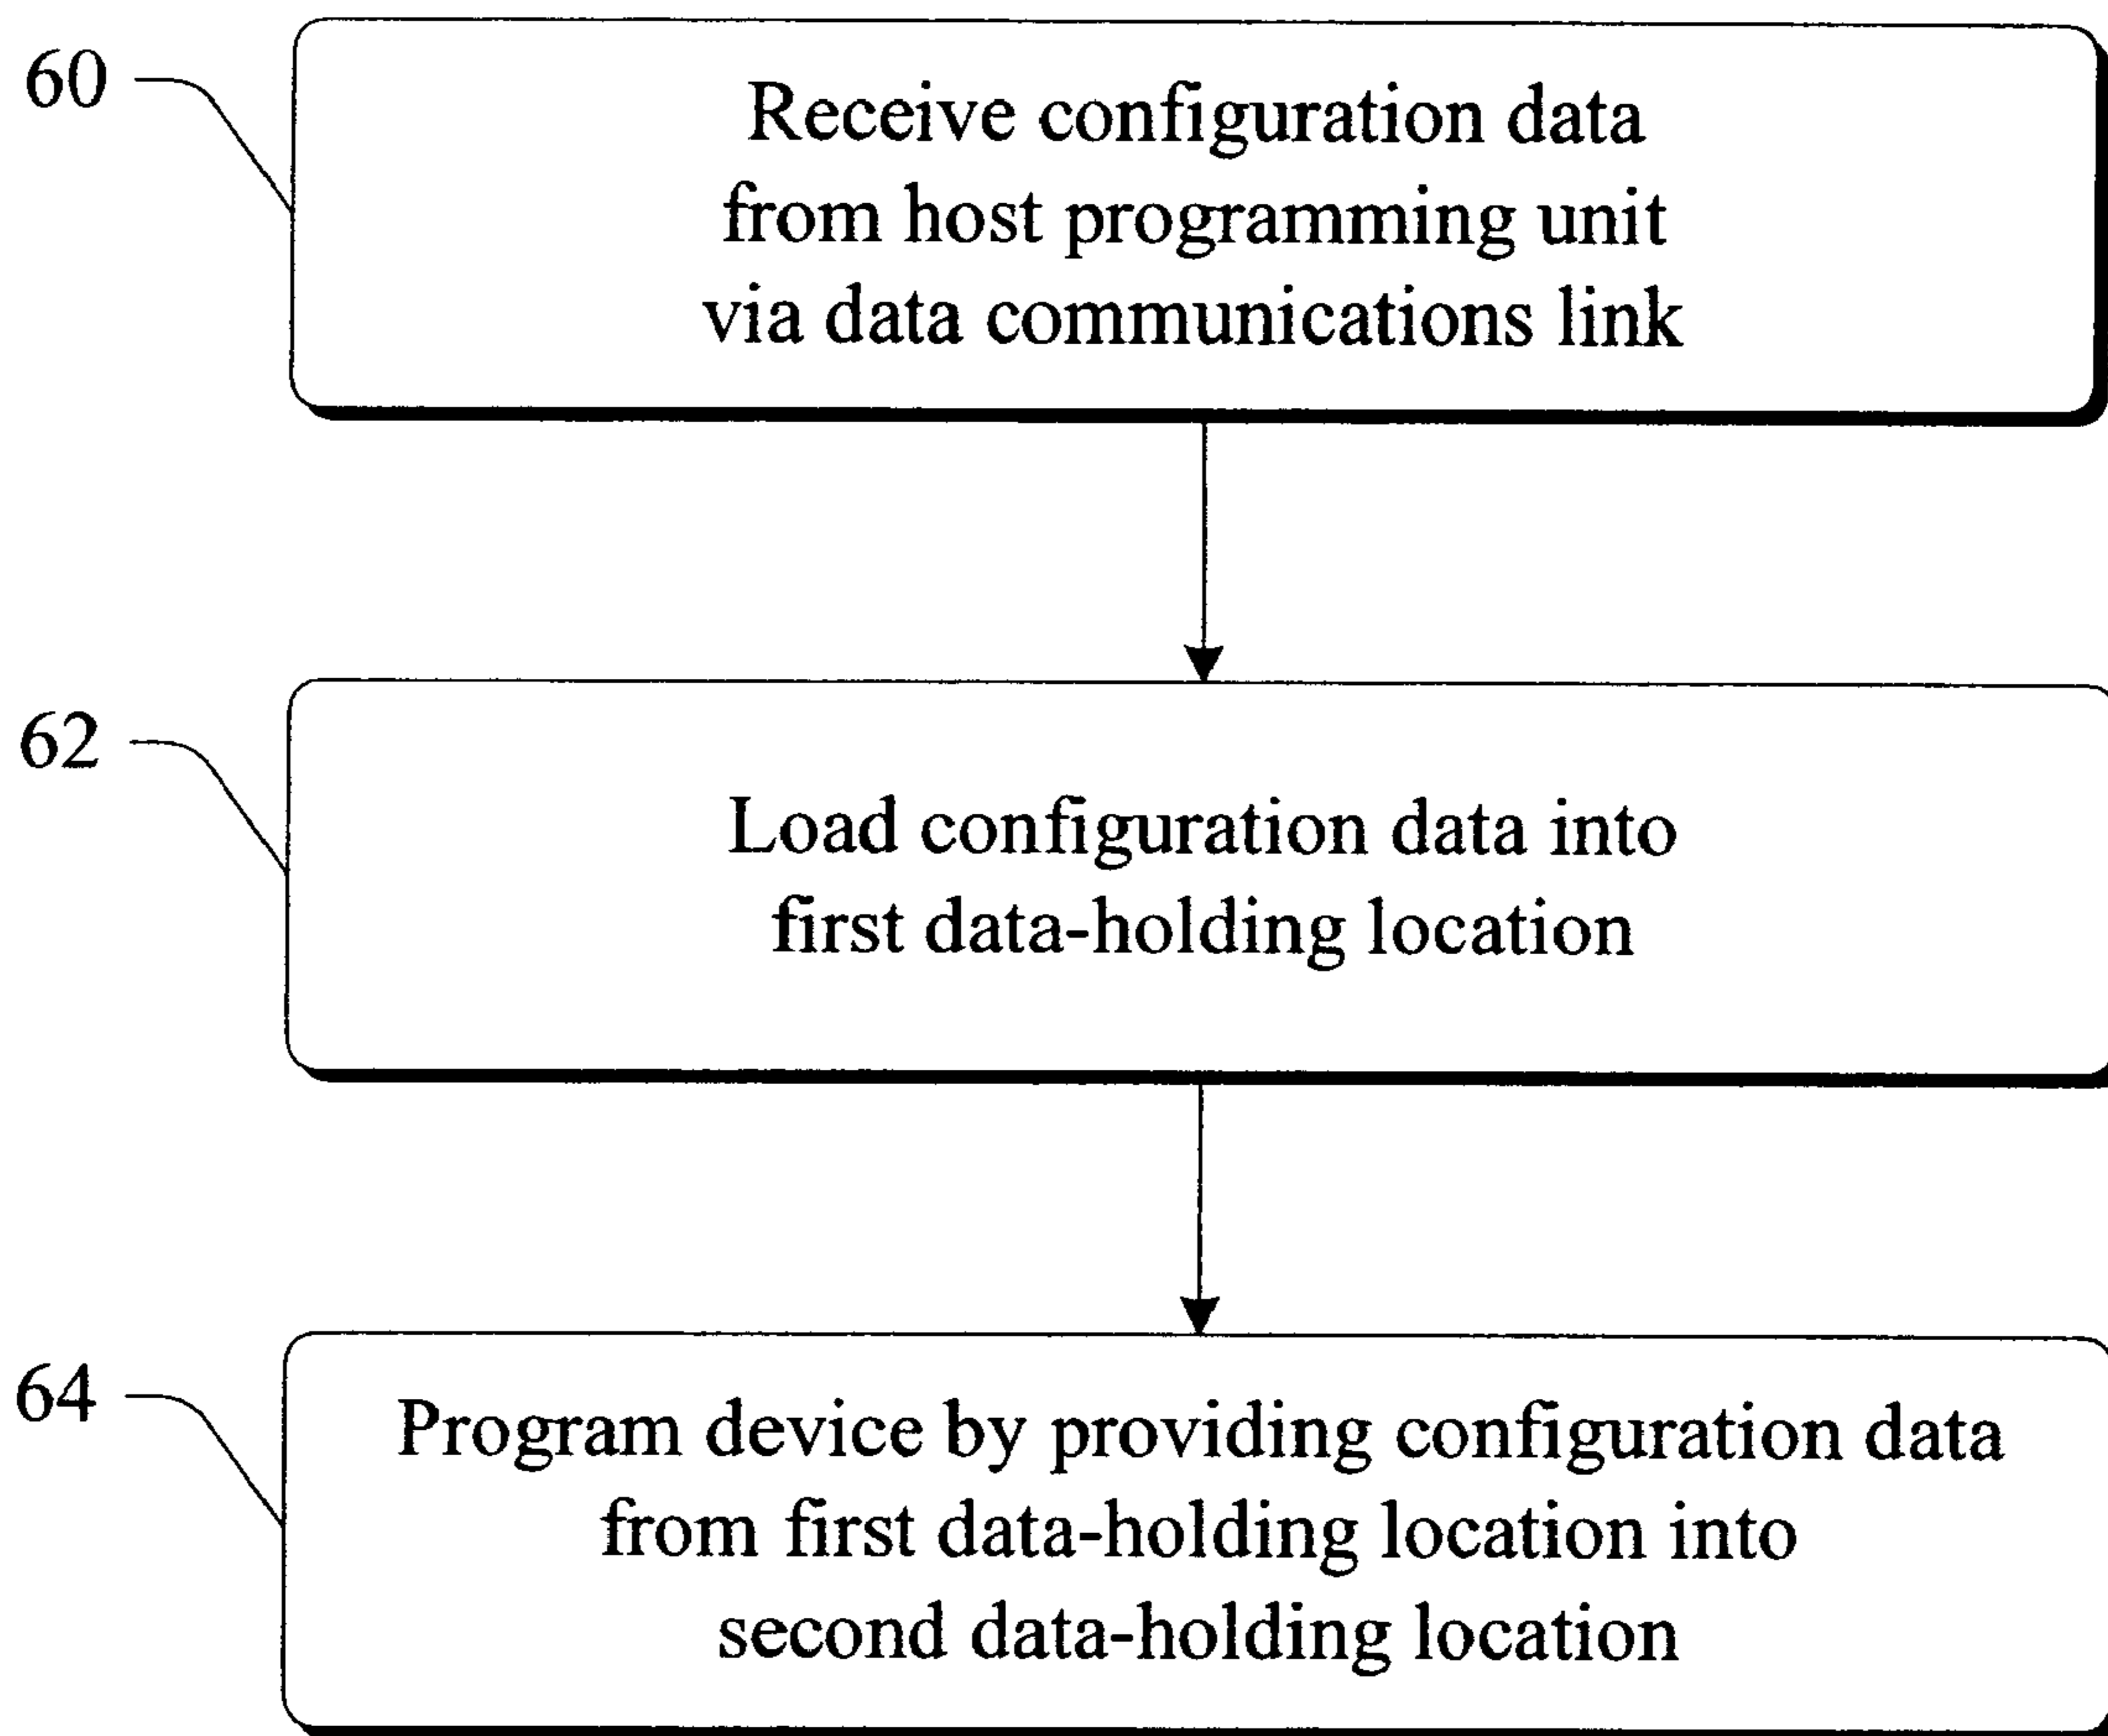 60
Receive configuration data
from host programming unit
via data communications link
62
Load configuration data into
first data-holding location
64
Program device by providing configuration data
from first data-holding location into
second data-holding location